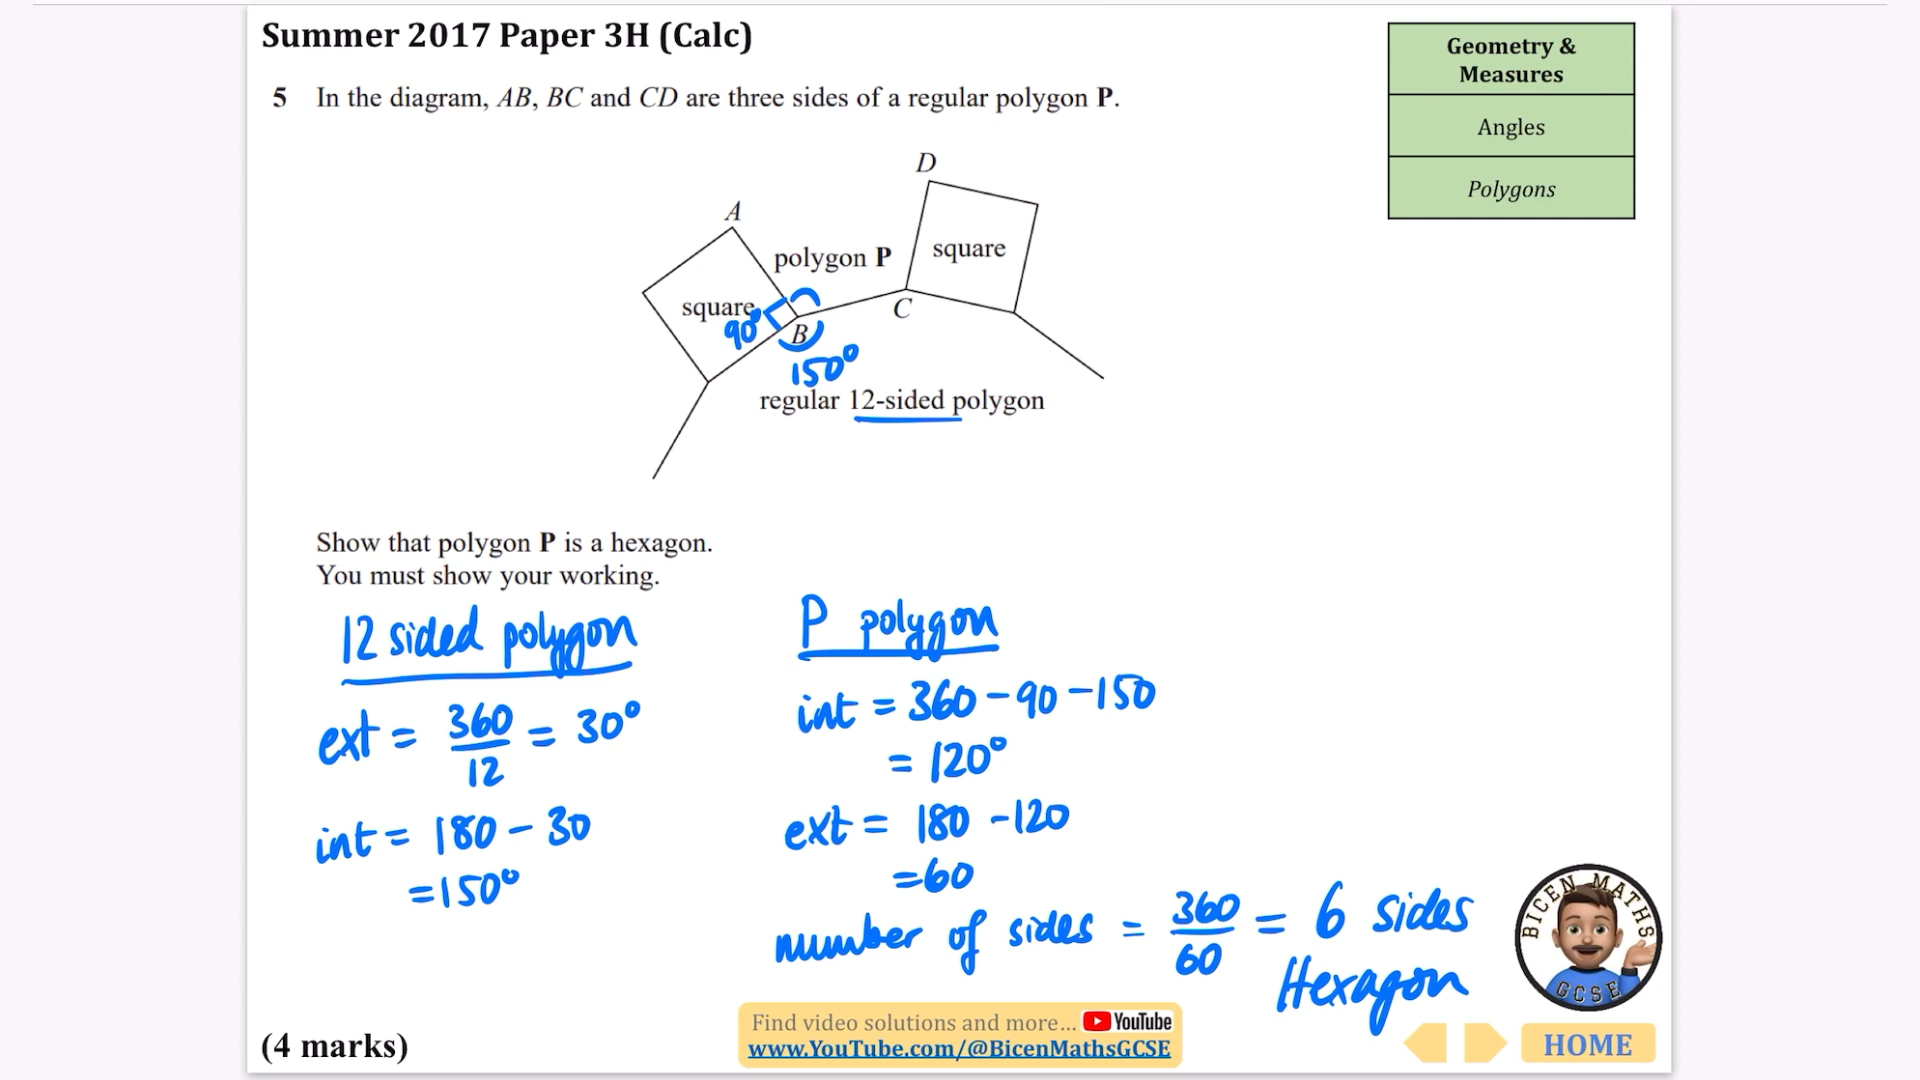 Summer 2017 Paper 3H (Calc)
Geometry &
Measures
Angles
Polygons
5 In the diagram, AB, BC and CD are three sides of a regular polygon P.
D
A
polygon P
square
square
90°
B
C
150°
regular 12-sided polygon
Show that polygon P is a hexagon.
You must show your working.
12 sided polygon
ext = 360/12 = 30°
int = 180 - 30
= 150°
P polygon
int = 360 - 90 - 150
= 120°
ext = 180 - 120
= 60
number of sides = 360/60 = 6 sides
Hexagon
BICEN MATHS
GCSE
(4 marks)
Find video solutions and more... YouTube
www.YouTube.com/@BicenMathsGCSE
HOME